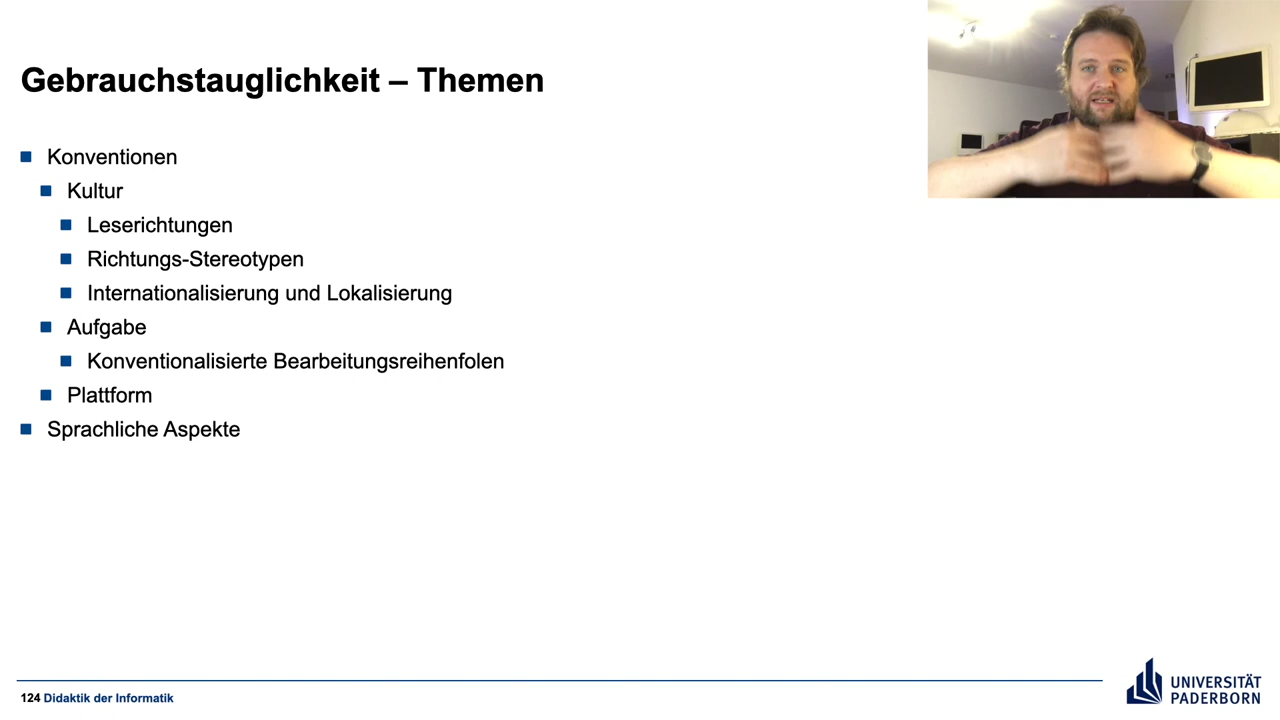 Gebrauchstauglichkeit – Themen
Konventionen
Kultur
Leserichtungen
Richtungs-Stereotypen
Internationalisierung und Lokalisierung
Aufgabe
Konventionalisierte Bearbeitungsreihenfolen
Plattform
Sprachliche Aspekte
124 Didaktik der Informatik
UNIVERSITÄT
PADERBORN